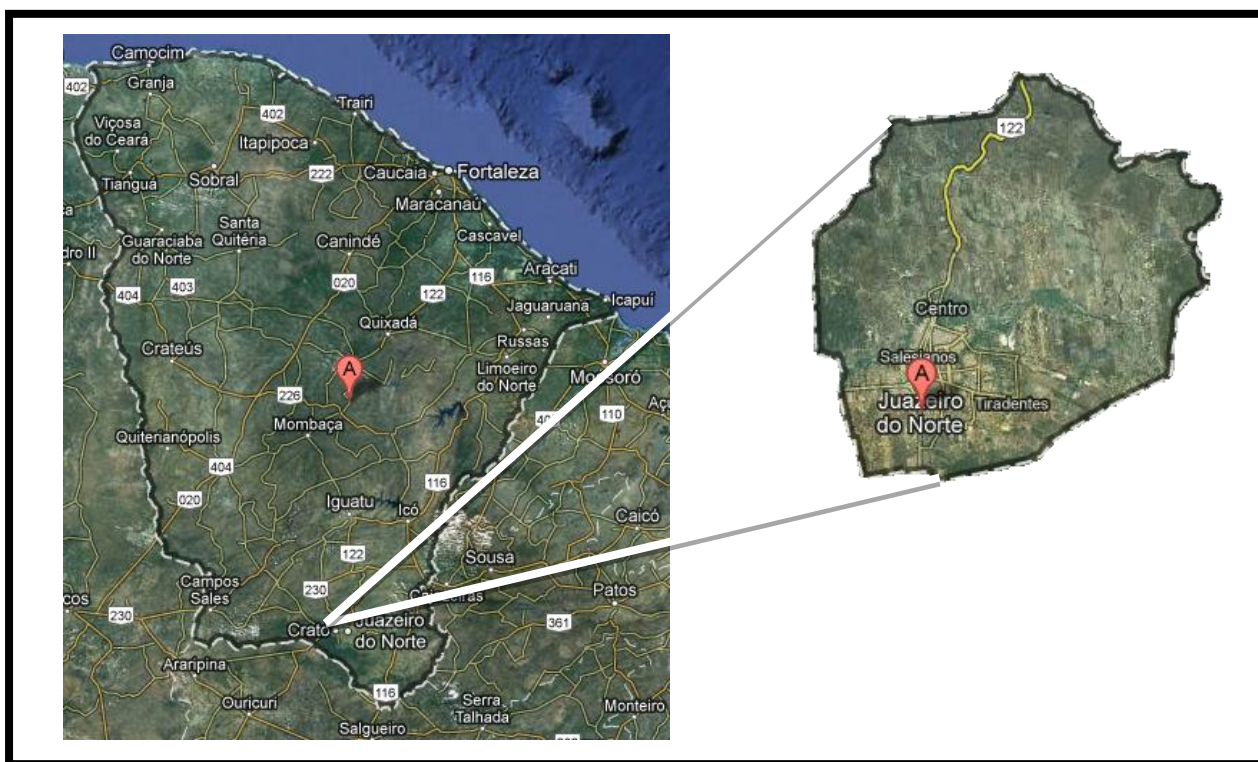 Camocim
402
Granja
Trairi
402
Viçosa
do Ceará
Itapipoca
222
Caucaia
Fortaleza
Tianguá
Sobral
Maracanaú
Santa
Quitéria
Guaraciaba
do Norte
Canindé
Cascavel
dro II
116
Aracati
020
403
404
122
Jaguaruana
Icapuí
Quixadá
Russas
Crateús
A
Limoeiro
do Norte
Mossoró
226
110
Mombaça
Quiterianópolis
404
116
020
Iguatu
Icó
Caicó
122
Sousa
Campos
Sales
230
Patos
cos
230
361
Crato
Juazeiro
do Norte
Araripina
116
Ouricuri
Serra
Talhada
Monteiro
Salgueiro
122
Centro
Salesianos
A
Juazeiro
do Norte
Tiradentes